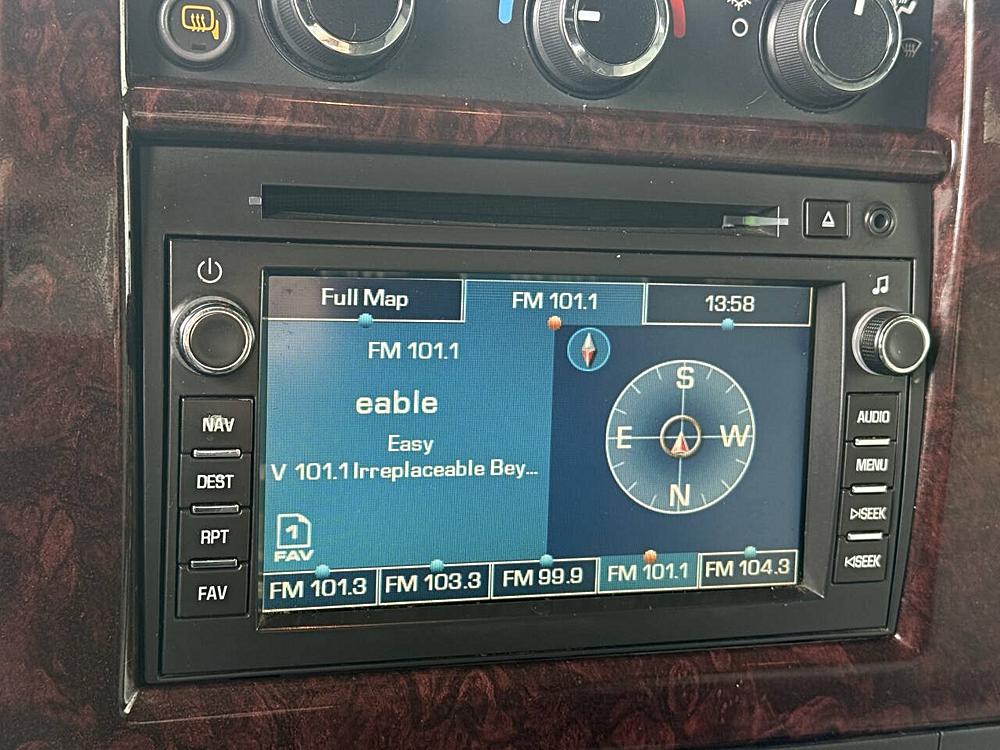 Full Map FM 101.1 13:58
FM 101.1
eable
Easy
V 101.1 Irreplaceable Bey...
S
E W
N
1
FAV
FM 101.3 FM 103.3 FM 99.9 FM 101.1 FM 104.3
NAV
DEST
RPT
FAV
AUDIO
MENU
SEEK
SEEK